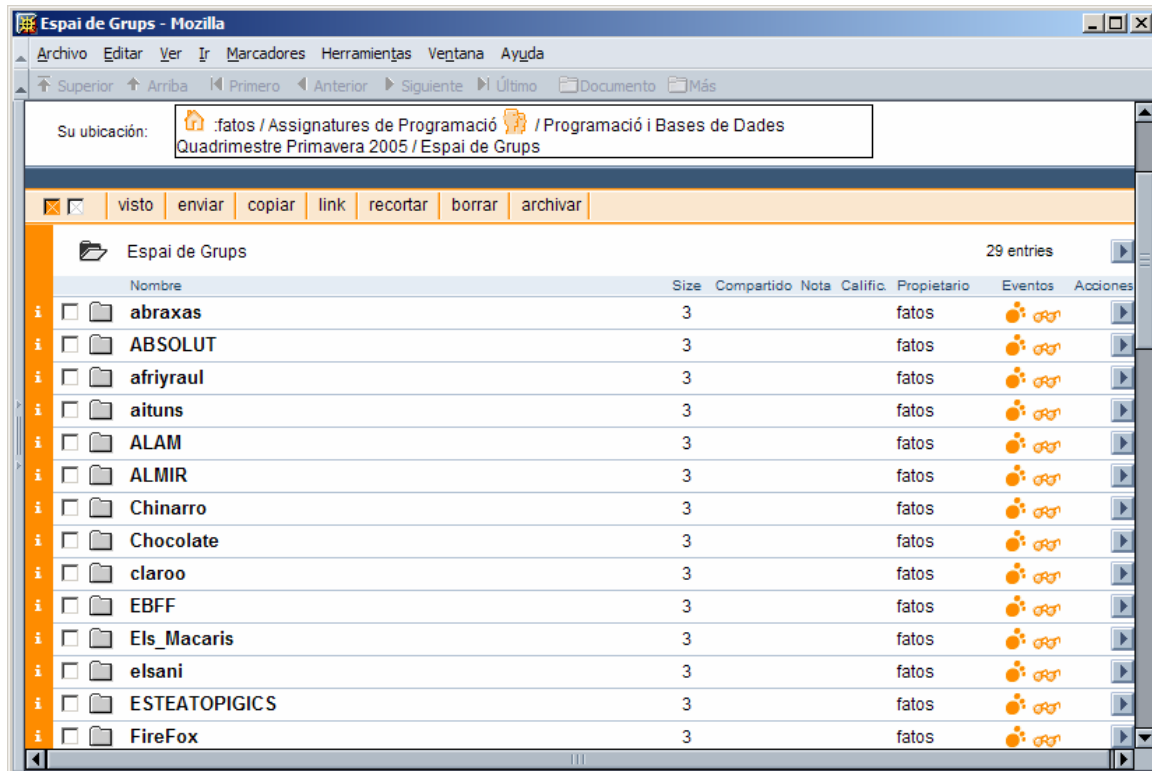 Espai de Grups - Mozilla
Archivo Editar Ver Ir Marcadores Herramientas Ventana Ayuda
Superior Arriba Primero Anterior Siguiente Último Documento Más
Su ubicación: :fatos / Assignatures de Programació / Programació i Bases de Dades
Quadrimestre Primavera 2005 / Espai de Grups
visto enviar copiar link recortar borrar archivar
Espai de Grups 29 entries
Nombre Size Compartido Nota Calific. Propietario Eventos Acciones
i abraxas 3 fatos
i ABSOLUT 3 fatos
i afriyraul 3 fatos
i aituns 3 fatos
i ALAM 3 fatos
i ALMIR 3 fatos
i Chinarro 3 fatos
i Chocolate 3 fatos
i claroo 3 fatos
i EBFF 3 fatos
i Els_Macaris 3 fatos
i elsani 3 fatos
i ESTEATOPIGICS 3 fatos
i FireFox 3 fatos